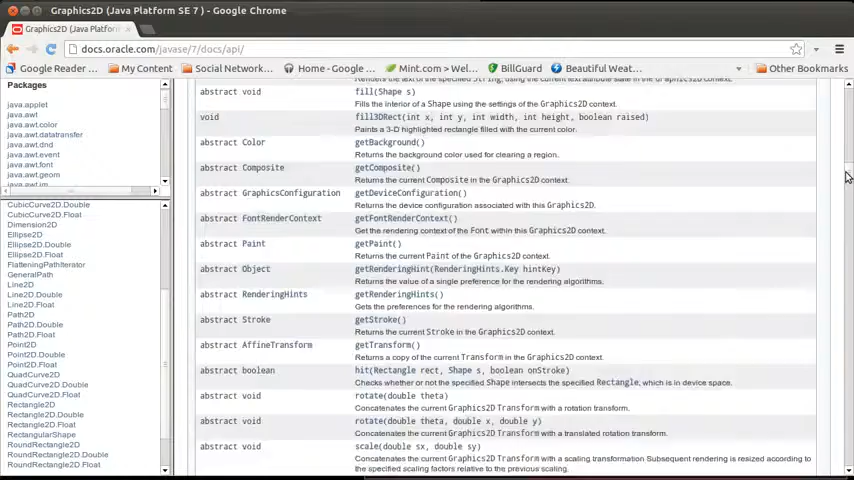 Graphics2D (Java Platform SE 7 ) - Google Chrome
Graphics2D (Java Platform
docs.oracle.com/javase/7/docs/api/
Google Reader ...
My Content
Social Network...
Home - Google ...
Mint.com > Wel...
BillGuard
Beautiful Weat...
Other Bookmarks
Packages
java.applet
java.awt
java.awt.color
java.awt.datatransfer
java.awt.dnd
java.awt.event
java.awt.font
java.awt.geom
java.awt.im
CubicCurve2D.Double
CubicCurve2D.Float
Dimension2D
Ellipse2D
Ellipse2D.Double
Ellipse2D.Float
FlatteningPathIterator
GeneralPath
Line2D
Line2D.Double
Line2D.Float
Path2D
Path2D.Double
Path2D.Float
Point2D
Point2D.Double
Point2D.Float
QuadCurve2D
QuadCurve2D.Double
QuadCurve2D.Float
Rectangle2D
Rectangle2D.Double
Rectangle2D.Float
RectangularShape
RoundRectangle2D
RoundRectangle2D.Double
RoundRectangle2D.Float
abstract void fill(Shape s)
Fills the interior of a Shape using the settings of the Graphics2D context.
void fill3DRect(int x, int y, int width, int height, boolean raised)
Paints a 3-D highlighted rectangle filled with the current color.
abstract Color getBackground()
Returns the background color used for clearing a region.
abstract Composite getComposite()
Returns the current Composite in the Graphics2D context.
abstract GraphicsConfiguration getDeviceConfiguration()
Returns the device configuration associated with this Graphics2D.
abstract FontRenderContext getFontRenderContext()
Get the rendering context of the Font within this Graphics2D context.
abstract Paint getPaint()
Returns the current Paint of the Graphics2D context.
abstract Object getRenderingHint(RenderingHints.Key hintKey)
Returns the value of a single preference for the rendering algorithms.
abstract RenderingHints getRenderingHints()
Gets the preferences for the rendering algorithms.
abstract Stroke getStroke()
Returns the current Stroke in the Graphics2D context.
abstract AffineTransform getTransform()
Returns a copy of the current Transform in the Graphics2D context.
abstract boolean hit(Rectangle rect, Shape s, boolean onStroke)
Checks whether or not the specified Shape intersects the specified Rectangle, which is in device space.
abstract void rotate(double theta)
Concatenates the current Graphics2D Transform with a rotation transform.
abstract void rotate(double theta, double x, double y)
Concatenates the current Graphics2D Transform with a translated rotation transform.
abstract void scale(double sx, double sy)
Concatenates the current Graphics2D Transform with a scaling transformation Subsequent rendering is resized according to
the specified scaling factors relative to the previous scaling.